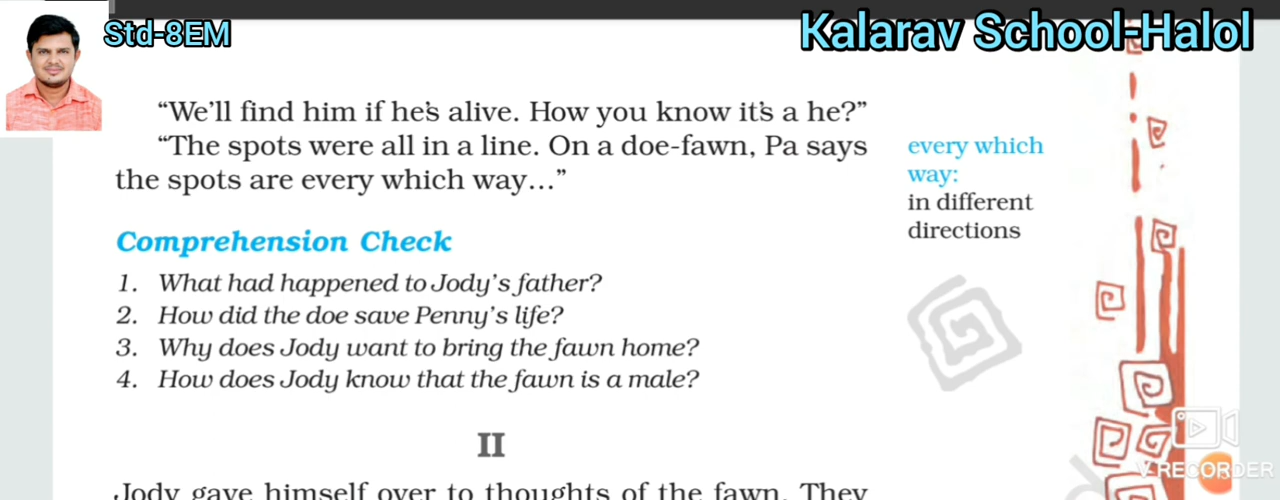 Std-8EM
Kalarav School-Halol
“We’ll find him if he’s alive. How you know it’s a he?”
“The spots were all in a line. On a doe-fawn, Pa says
the spots are every which way…”
every which
way:
in different
directions
Comprehension Check
1. What had happened to Jody’s father?
2. How did the doe save Penny’s life?
3. Why does Jody want to bring the fawn home?
4. How does Jody know that the fawn is a male?
II
Jody gave himself over to thoughts of the fawn. They
V RECORDER